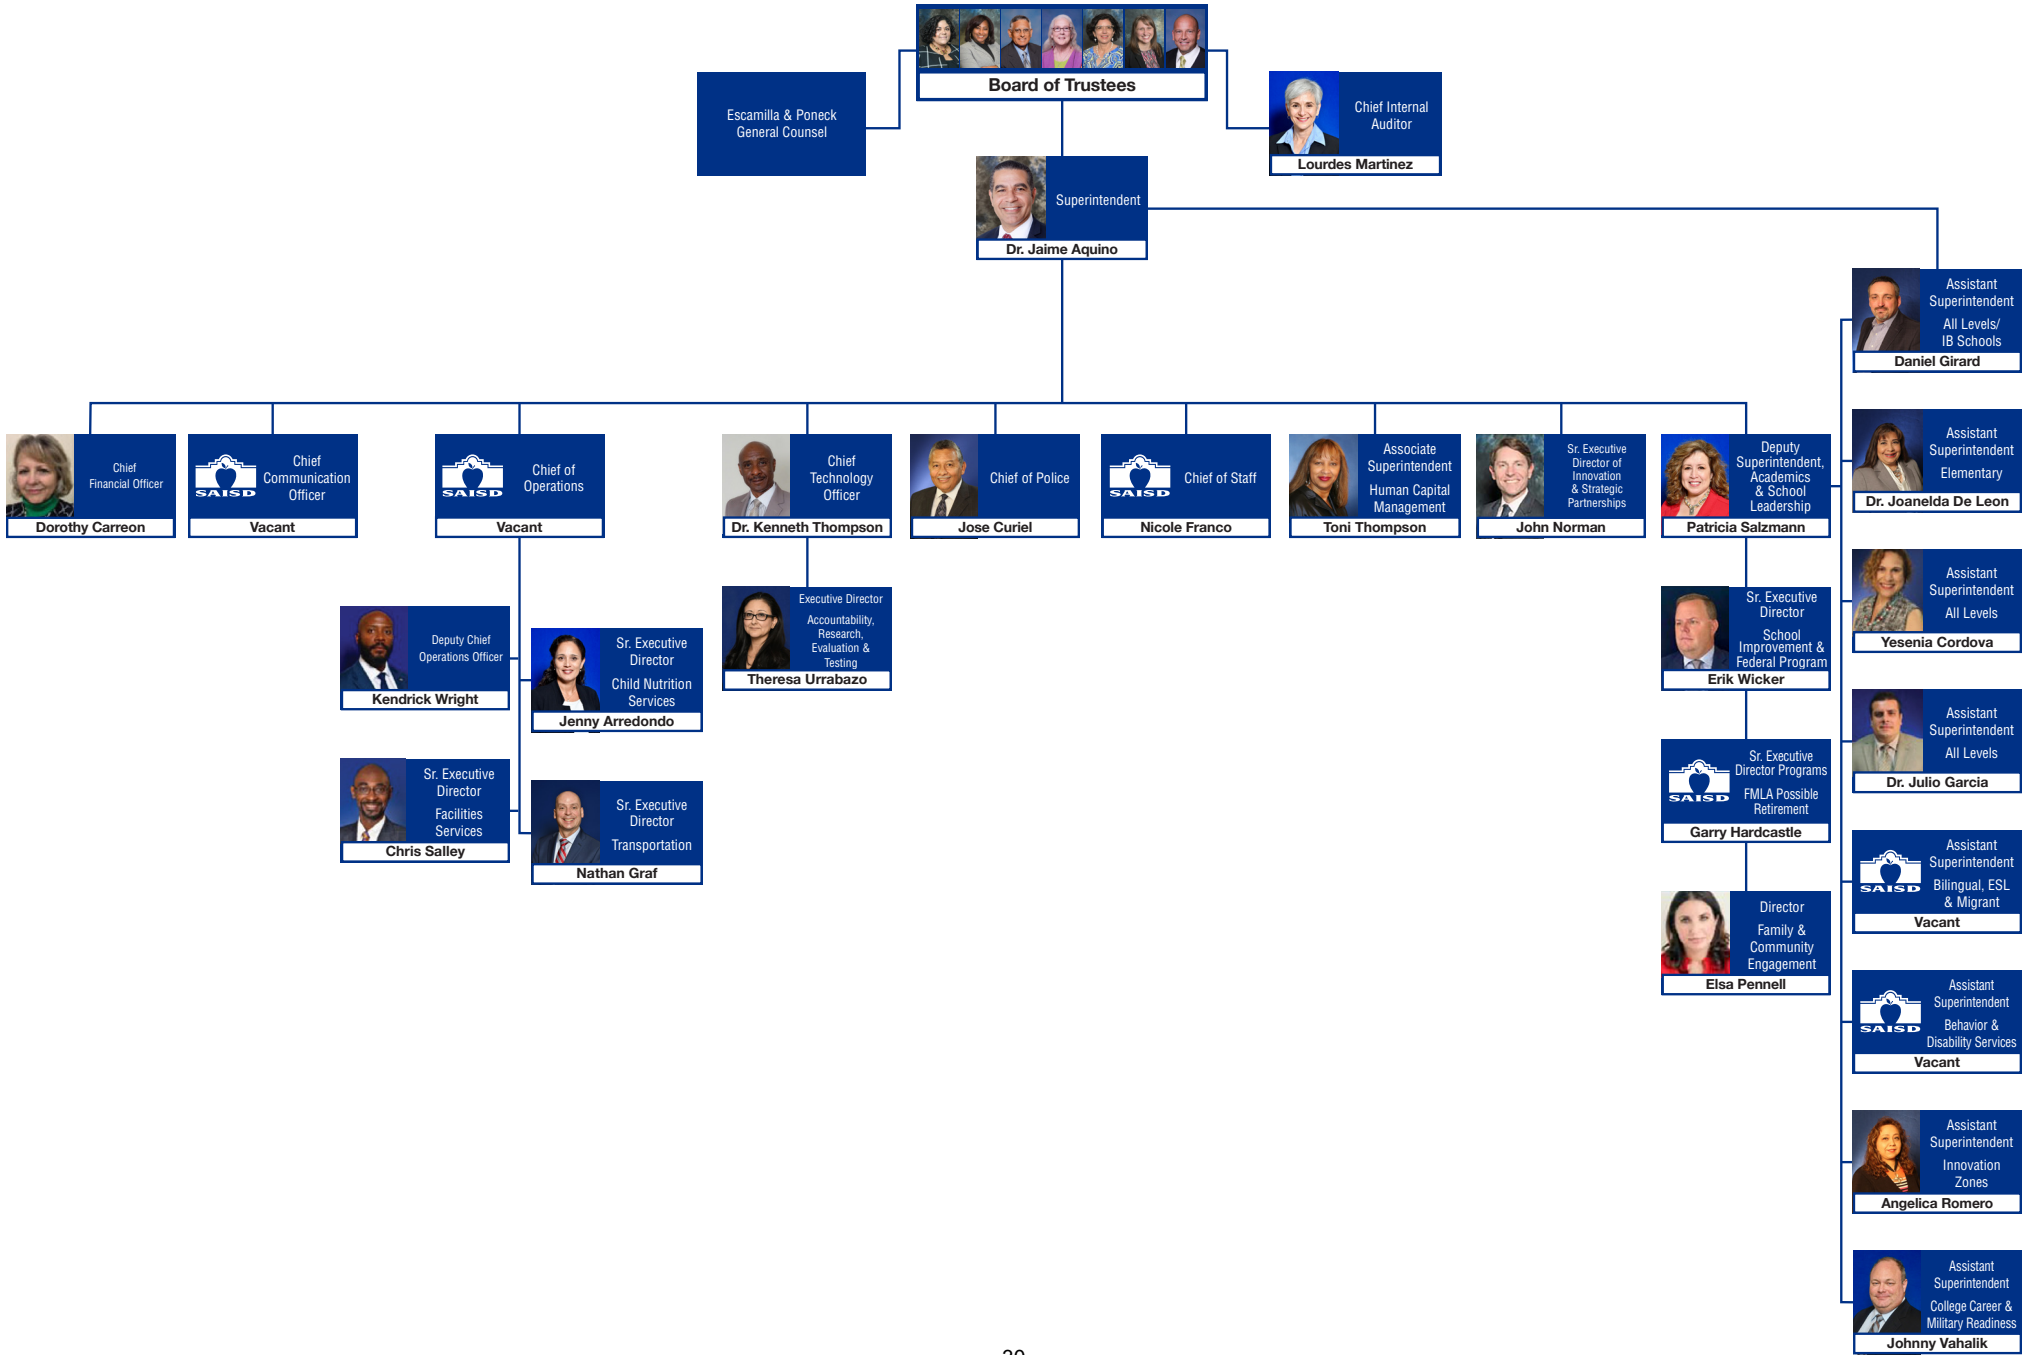 Board of Trustees
Escamilla & Poneck
General Counsel
Chief Internal
Auditor
Lourdes Martinez
Superintendent
Dr. Jaime Aquino
Assistant
Superintendent
All Levels/
IB Schools
Daniel Girard
Chief
Financial Officer
Dorothy Carreon
SAISD
Chief
Communication
Officer
Vacant
SAISD
Chief of
Operations
Vacant
Chief
Technology
Officer
Dr. Kenneth Thompson
Chief of Police
Jose Curiel
SAISD
Chief of Staff
Nicole Franco
Associate
Superintendent
Human Capital
Management
Toni Thompson
Sr. Executive
Director of
Innovation
& Strategic
Partnerships
John Norman
Deputy
Superintendent,
Academics
& School
Leadership
Patricia Salzmann
Assistant
Superintendent
Elementary
Dr. Joanelda De Leon
Deputy Chief
Operations Officer
Kendrick Wright
Sr. Executive
Director
Child Nutrition
Services
Jenny Arredondo
Executive Director
Accountability,
Research,
Evaluation &
Testing
Theresa Urrabazo
Sr. Executive
Director
School
Improvement &
Federal Program
Erik Wicker
Assistant
Superintendent
All Levels
Yesenia Cordova
Sr. Executive
Director
Facilities
Services
Chris Salley
Sr. Executive
Director
Transportation
Nathan Graf
SAISD
Sr. Executive
Director Programs
FMLA Possible
Retirement
Garry Hardcastle
Assistant
Superintendent
All Levels
Dr. Julio Garcia
Director
Family &
Community
Engagement
Elsa Pennell
SAISD
Assistant
Superintendent
Bilingual, ESL
& Migrant
Vacant
SAISD
Assistant
Superintendent
Behavior &
Disability Services
Vacant
Assistant
Superintendent
Innovation
Zones
Angelica Romero
Assistant
Superintendent
College Career &
Military Readiness
Johnny Vahalik